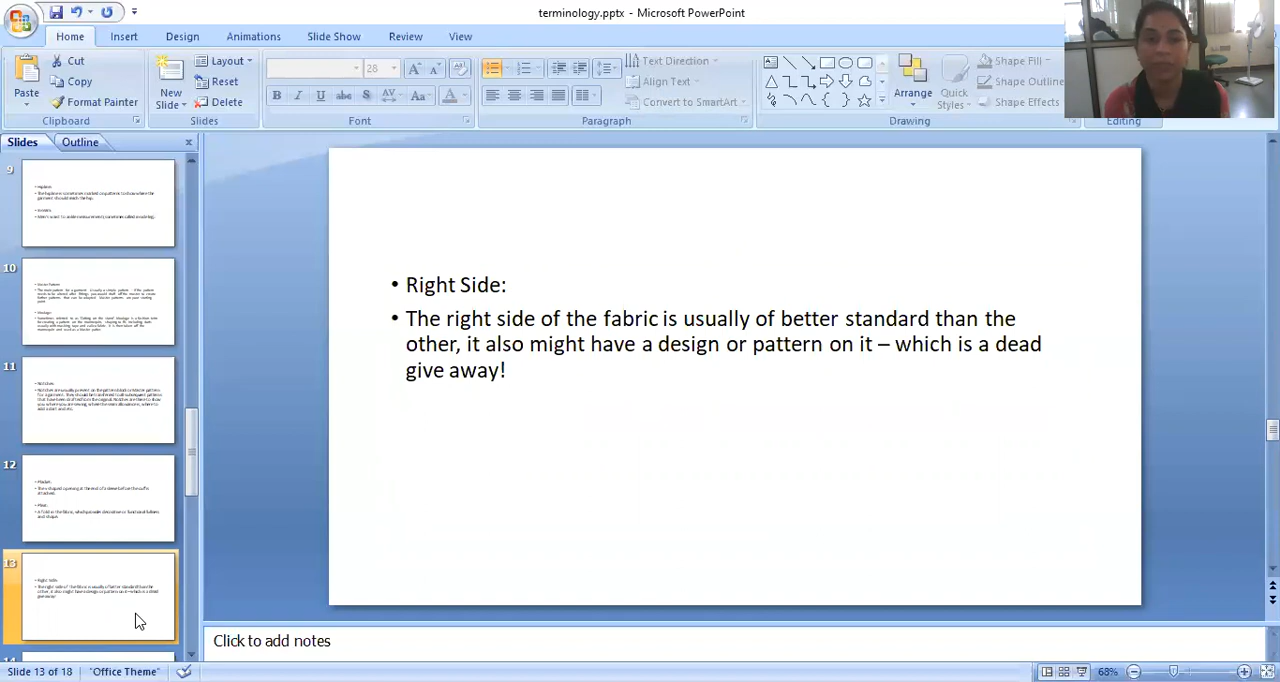 terminology.pptx - Microsoft PowerPoint
Home Insert Design Animations Slide Show Review View
Paste
Cut
Copy
Format Painter
Clipboard
New Slide
Layout
Reset
Delete
Slides
28
B I U abc S AV Aa A
Font
Text Direction
Align Text
Convert to SmartArt
Paragraph
Arrange
Quick Styles
Shape Fill
Shape Outline
Shape Effects
Drawing
Editing
Slides Outline
9
10
11
12
13
14
• Right Side:
• The right side of the fabric is usually of better standard than the
other, it also might have a design or pattern on it – which is a dead
give away!
Click to add notes
Slide 13 of 18 "Office Theme" 68%